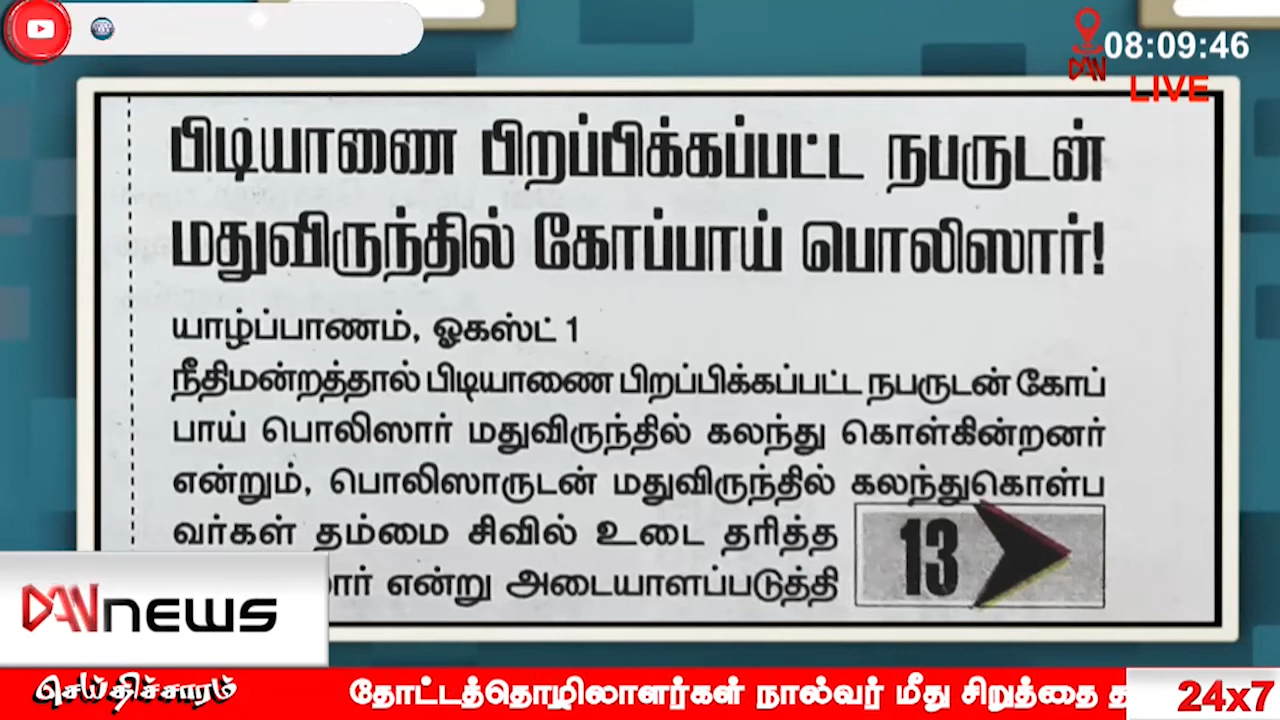 08:09:46
DAN
LIVE
பிடியாணை பிறப்பிக்கப்பட்ட நபருடன்
மதுவிருந்தில் கோப்பாய் பொலிஸார்!
யாழ்ப்பாணம், ஓகஸ்ட் 1
நீதிமன்றத்தால் பிடியாணை பிறப்பிக்கப்பட்ட நபருடன் கோப்
பாய் பொலிஸார் மதுவிருந்தில் கலந்து கொள்கின்றனர்
என்றும், பொலிஸாருடன் மதுவிருந்தில் கலந்துகொள்ப
வர்கள் தம்மை சிவில் உடை தரித்த
என்று அடையாளப்படுத்தி
13
DAN news
செய்திச்சாரம்
தோட்டத்தொழிலாளர்கள் நால்வர் மீது சிறுத்தை
24x7